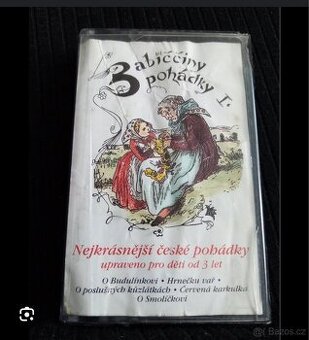 Babiččiny
pohádky I.
Nejkrásnější české pohádky
upraveno pro děti od 3 let
O Budulínkovi • Hrnečku vař •
O poslušných kůzlátkách • Červená karkulka
O Smolíčkovi
Bazos.cz